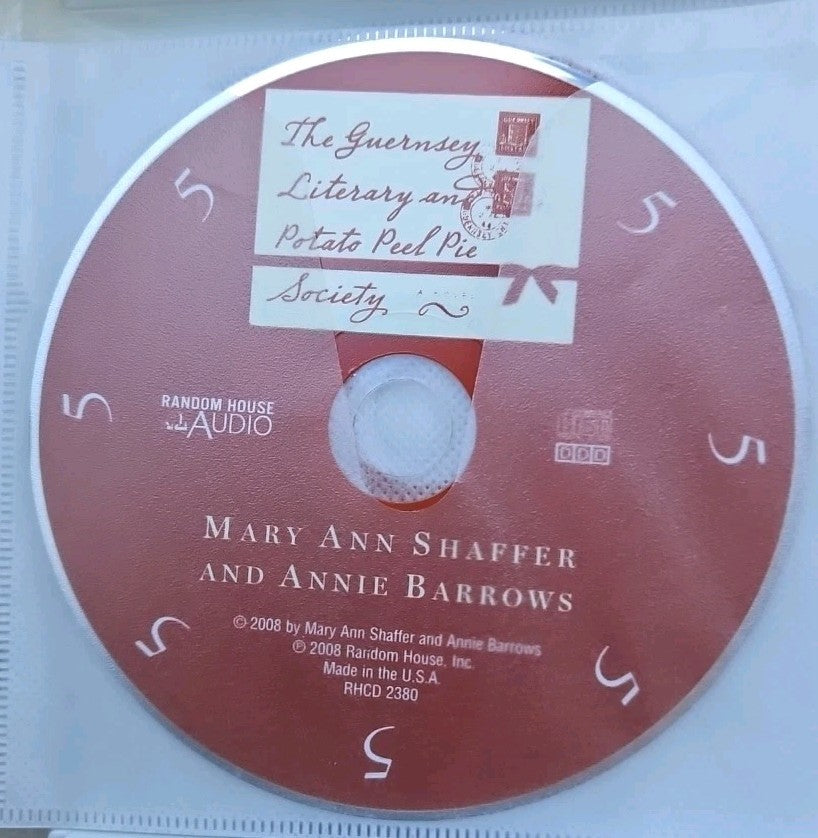 The Guernsey
Literary and
Potato Peel Pie
Society
A NOVEL
5
5
5
5
RANDOM HOUSE
AUDIO
DDD
MARY ANN SHAFFER
AND ANNIE BARROWS
© 2008 by Mary Ann Shaffer and Annie Barrows
℗ 2008 Random House, Inc.
Made in the U.S.A.
RHCD 2380
5
5
5